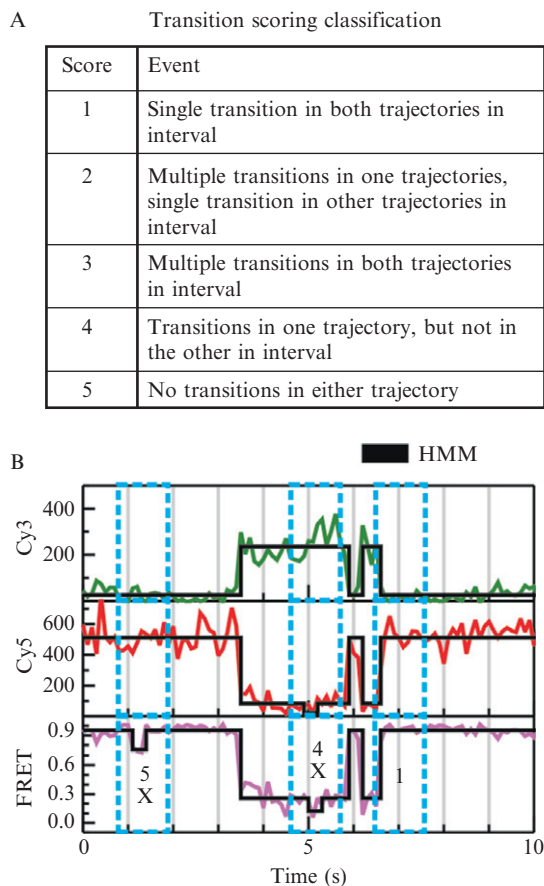 A Transition scoring classification
Score Event
1 Single transition in both trajectories in
interval
2 Multiple transitions in one trajectories,
single transition in other trajectories in
interval
3 Multiple transitions in both trajectories
in interval
4 Transitions in one trajectory, but not in
the other in interval
5 No transitions in either trajectory
B HMM
Cy3
400
200
Cy5
600
400
200
FRET
0.9
0.6
0.3
0.0
5
X
4
X
1
0 5 10
Time (s)